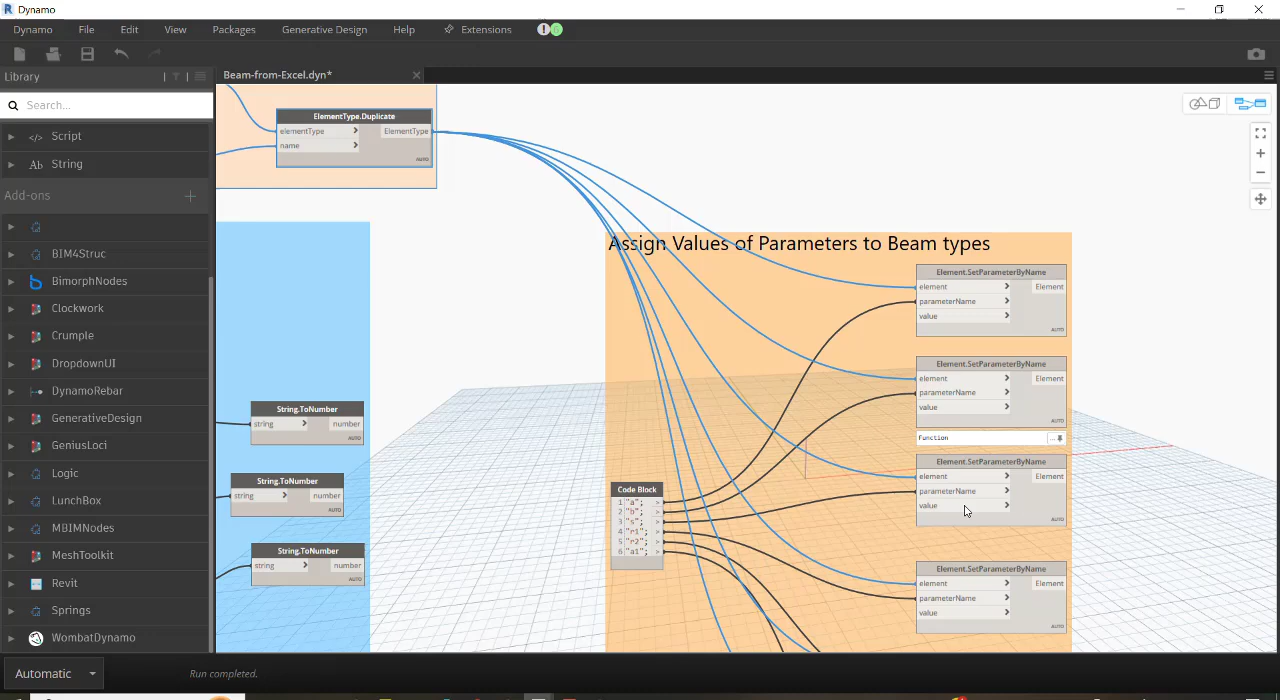 Dynamo
Dynamo File Edit View Packages Generative Design Help Extensions
Library
Beam-from-Excel.dyn*
Search...
Script
Ab String
Add-ons
BIM4Struc
BimorphNodes
Clockwork
Crumple
DropdownUI
DynamoRebar
GenerativeDesign
GeniusLoci
Logic
LunchBox
MBIMNodes
MeshToolkit
Revit
Springs
WombatDynamo
ElementType.Duplicate
elementType > ElementType
name >
AUTO
String.ToNumber
string > number
AUTO
String.ToNumber
string > number
AUTO
String.ToNumber
string > number
AUTO
Assign Values of Parameters to Beam types
Code Block
1 "a"; >
2 "b"; >
3 "s"; >
4 "r1"; >
5 "r2"; >
6 "a1"; >
Element.SetParameterByName
element > Element
parameterName >
value >
AUTO
Element.SetParameterByName
element > Element
parameterName >
value >
AUTO
Function
Element.SetParameterByName
element > Element
parameterName >
value >
AUTO
Element.SetParameterByName
element > Element
parameterName >
value >
AUTO
Automatic
Run completed.